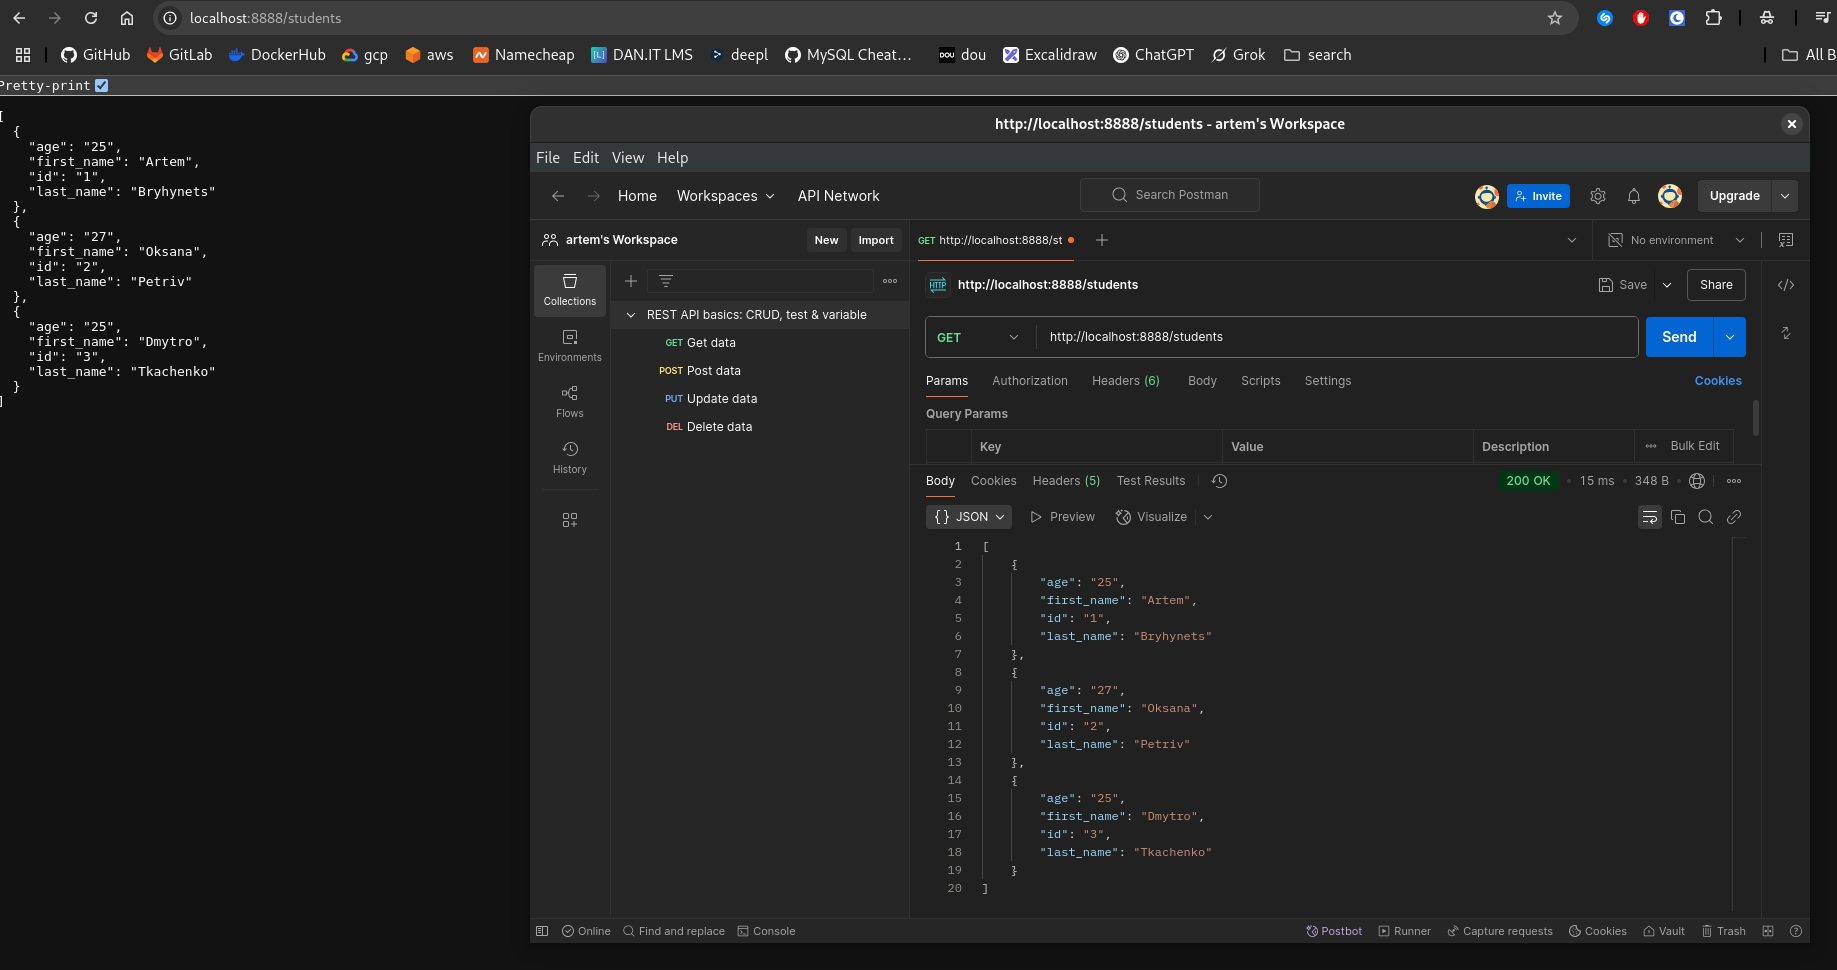 localhost:8888/students
GitHub GitLab DockerHub gcp aws Namecheap DAN.IT LMS deepl MySQL Cheat... dou Excalidraw ChatGPT Grok search All B
Pretty-print
[
{
"age": "25",
"first_name": "Artem",
"id": "1",
"last_name": "Bryhynets"
},
{
"age": "27",
"first_name": "Oksana",
"id": "2",
"last_name": "Petriv"
},
{
"age": "25",
"first_name": "Dmytro",
"id": "3",
"last_name": "Tkachenko"
}
]
http://localhost:8888/students - artem's Workspace
File Edit View Help
Home Workspaces API Network Search Postman Invite Upgrade
artem's Workspace New Import
GET http://localhost:8888/st No environment
Collections
Environments
Flows
History
REST API basics: CRUD, test & variable
GET Get data
POST Post data
PUT Update data
DEL Delete data
HTTP http://localhost:8888/students Save Share
GET http://localhost:8888/students Send
Params Authorization Headers (6) Body Scripts Settings Cookies
Query Params
Key Value Description Bulk Edit
Body Cookies Headers (5) Test Results 200 OK 15 ms 348 B
{} JSON Preview Visualize
1 [
2 {
3 "age": "25",
4 "first_name": "Artem",
5 "id": "1",
6 "last_name": "Bryhynets"
7 },
8 {
9 "age": "27",
10 "first_name": "Oksana",
11 "id": "2",
12 "last_name": "Petriv"
13 },
14 {
15 "age": "25",
16 "first_name": "Dmytro",
17 "id": "3",
18 "last_name": "Tkachenko"
19 }
20 ]
Online Find and replace Console Postbot Runner Capture requests Cookies Vault Trash